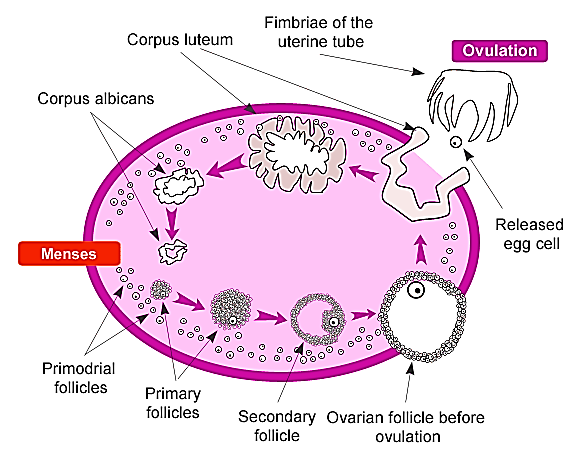 Fimbriae of the
uterine tube
Corpus luteum
Ovulation
Corpus albicans
Released
egg cell
Menses
Primodrial
follicles
Primary
follicles
Secondary
follicle
Ovarian follicle before
ovulation